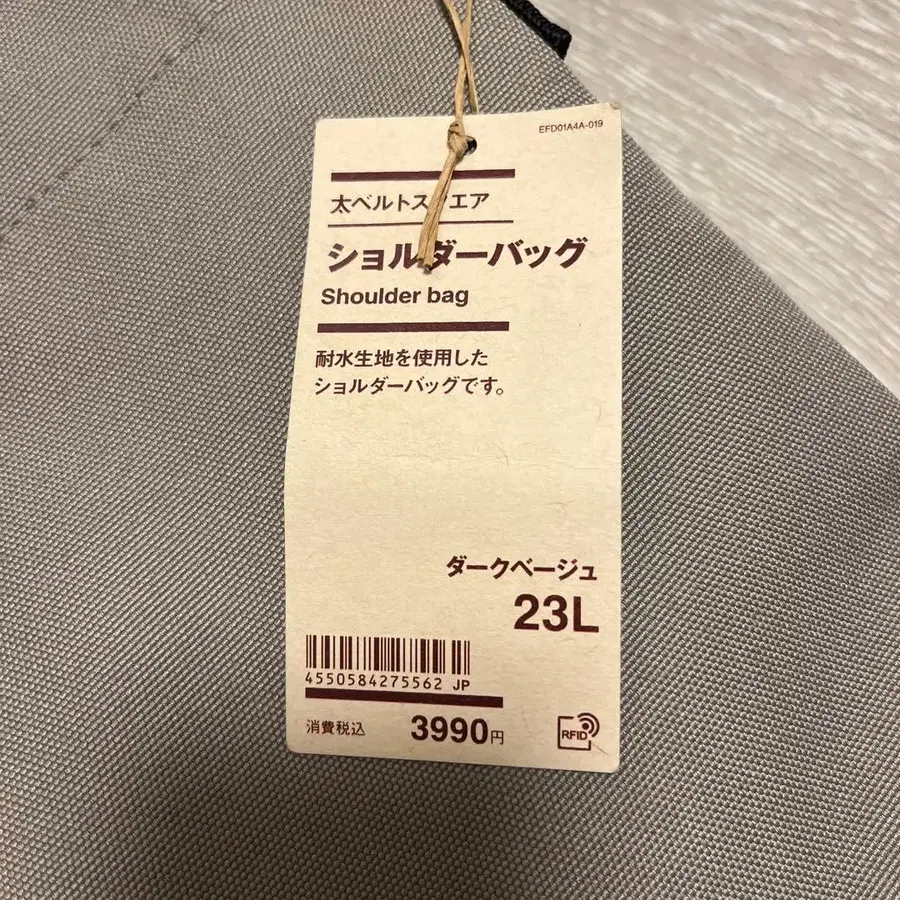 EFD01A4A-019
太ベルトスクエア
ショルダーバッグ
Shoulder bag
耐水生地を使用した
ショルダーバッグです。
ダークベージュ
23L
4550584275562 JP
消費税込 3990円
RFID